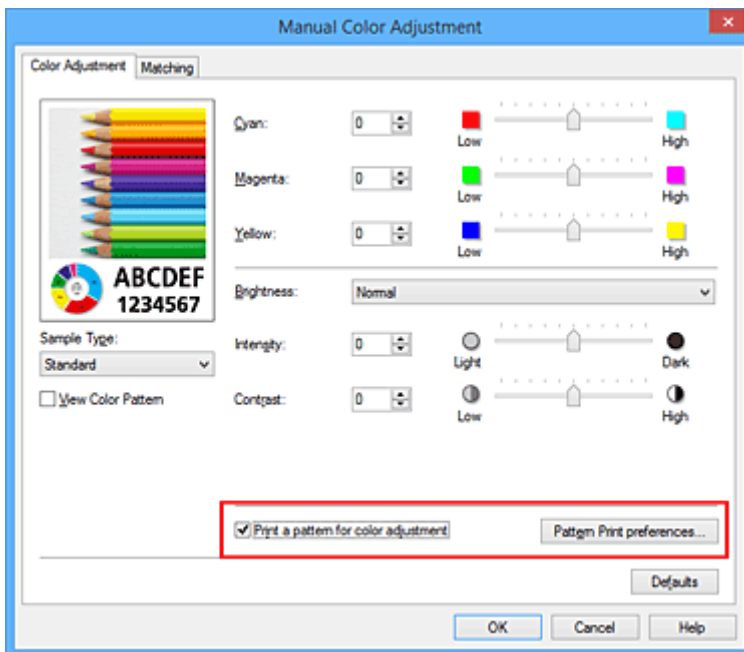 Manual Color Adjustment
Color Adjustment
Matching
ABCDEF
1234567
Sample Type:
Standard
View Color Pattern
Cyan:
0
Low
High
Magenta:
0
Low
High
Yellow:
0
Low
High
Brightness:
Normal
Intensity:
0
Light
Dark
Contrast:
0
Low
High
Print a pattern for color adjustment
Pattern Print preferences...
Defaults
OK
Cancel
Help